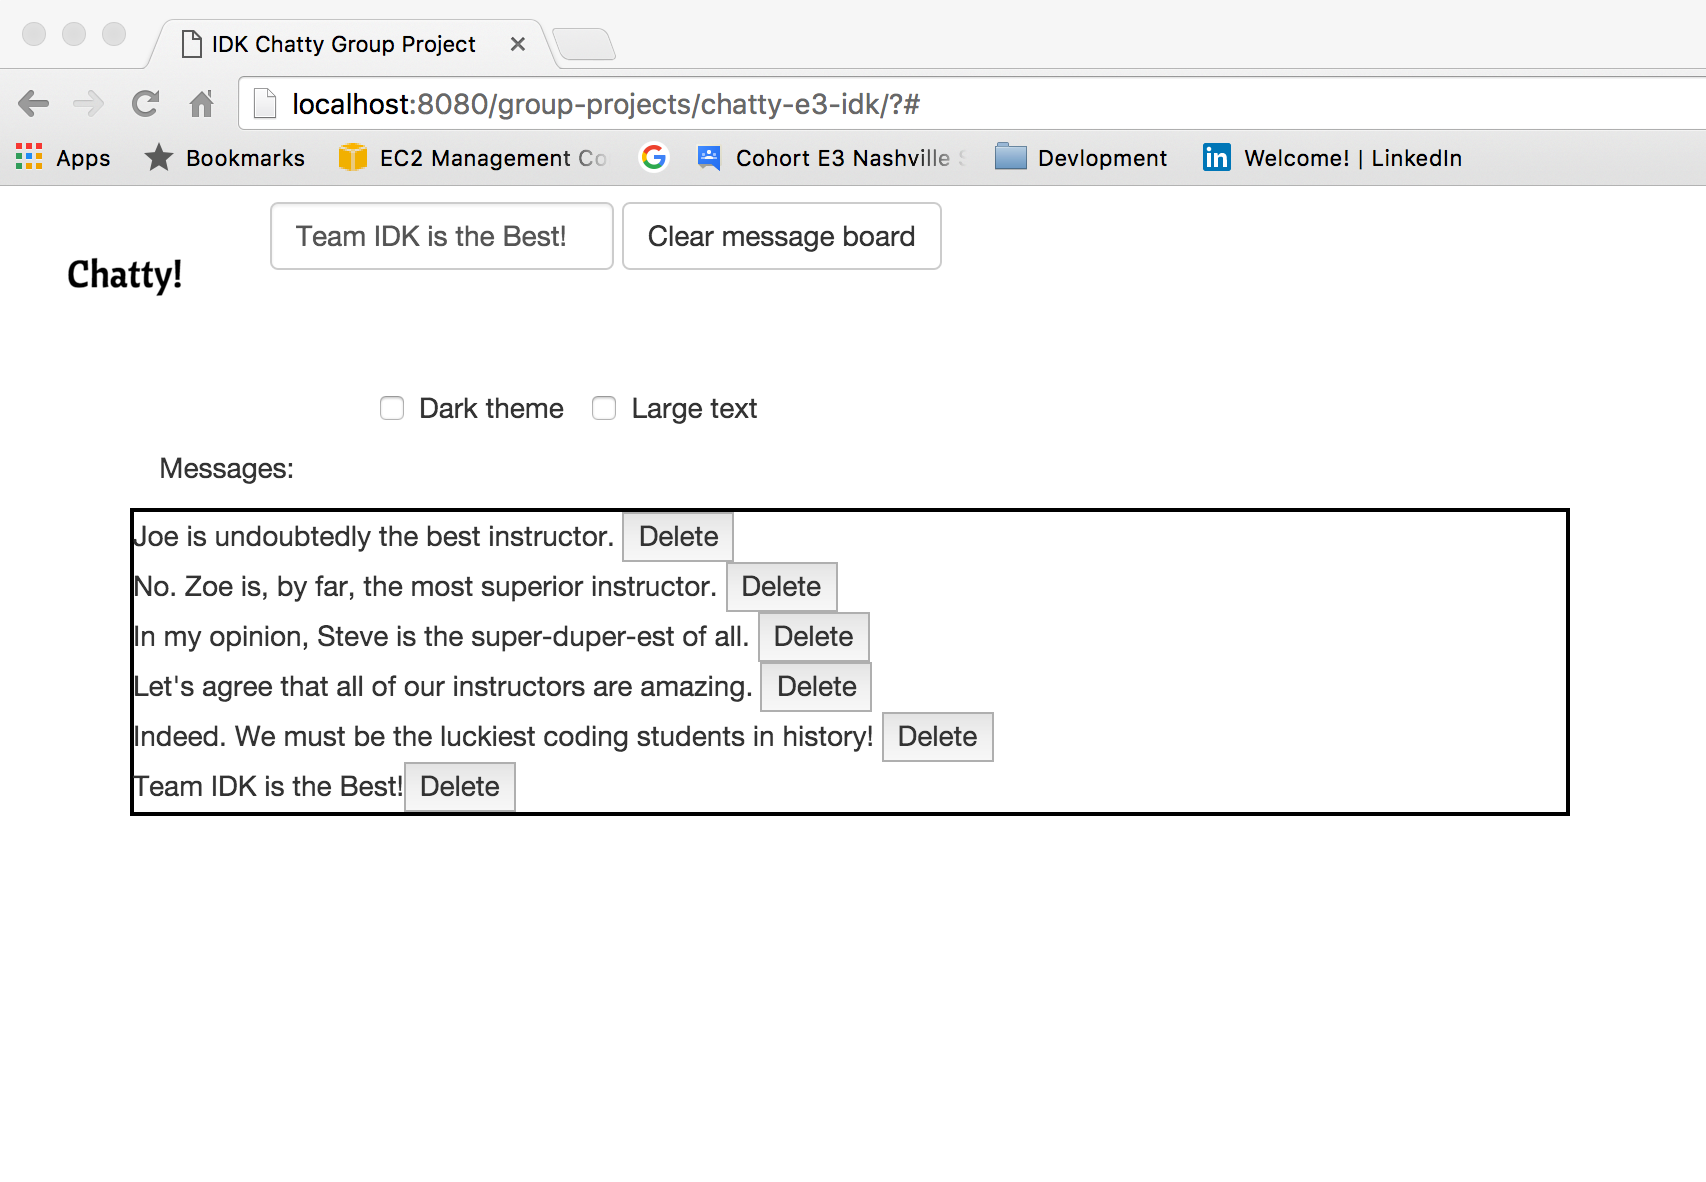 IDK Chatty Group Project
localhost:8080/group-projects/chatty-e3-idk/?#
Apps Bookmarks EC2 Management Co Cohort E3 Nashville Devlopment Welcome! | LinkedIn
Team IDK is the Best! Clear message board
Chatty!
Dark theme Large text
Messages:
Joe is undoubtedly the best instructor. Delete
No. Zoe is, by far, the most superior instructor. Delete
In my opinion, Steve is the super-duper-est of all. Delete
Let's agree that all of our instructors are amazing. Delete
Indeed. We must be the luckiest coding students in history! Delete
Team IDK is the Best! Delete